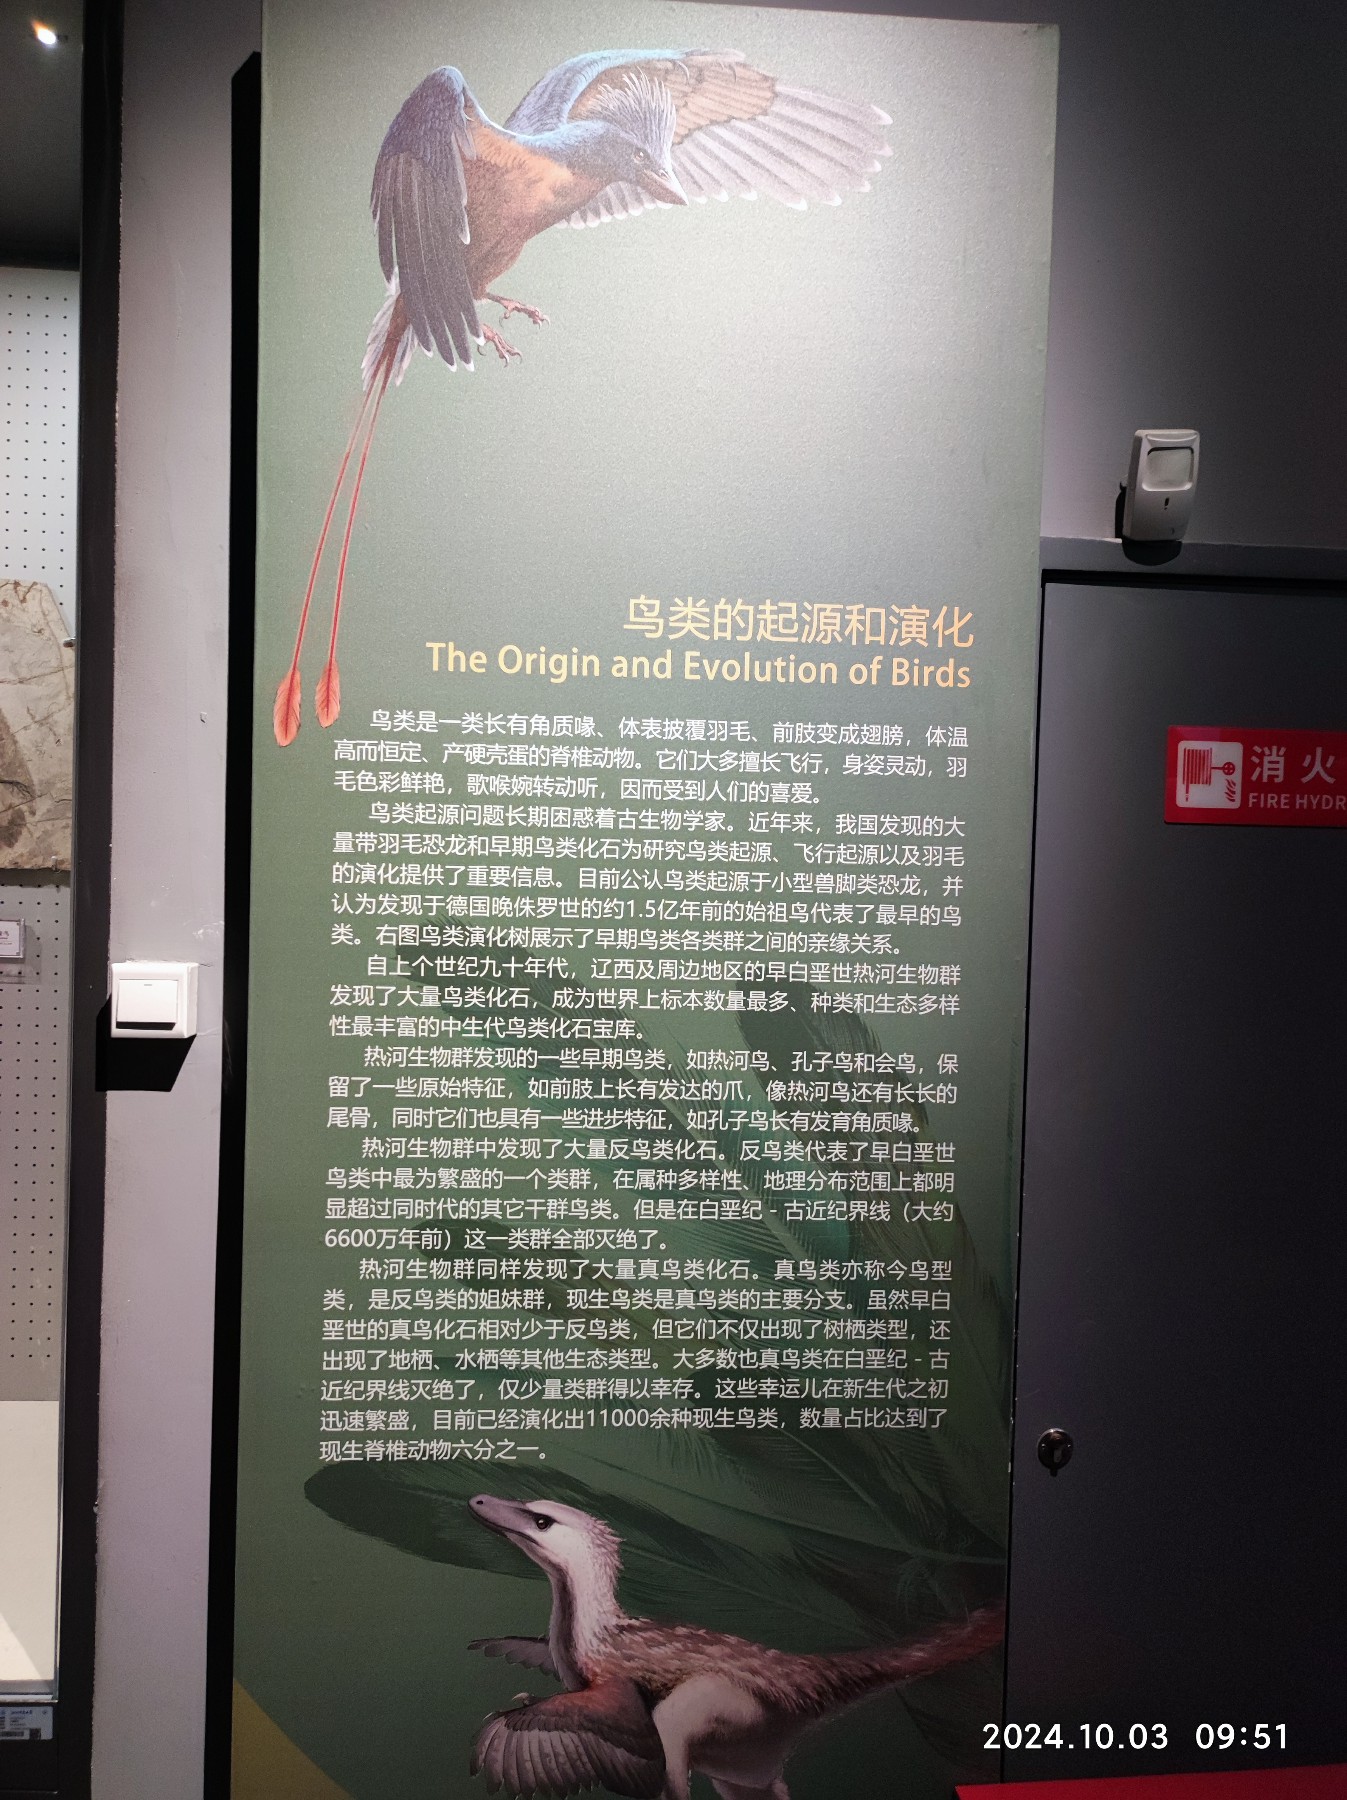 鸟类的起源和演化
The Origin and Evolution of Birds
鸟类是一类长有角质喙、体表披覆羽毛、前肢变成翅膀，体温
高而恒定、产硬壳蛋的脊椎动物。它们大多擅长飞行，身姿灵动，羽
毛色彩鲜艳，歌喉婉转动听，因而受到人们的喜爱。
鸟类起源问题长期困惑着古生物学家。近年来，我国发现的大
量带羽毛恐龙和早期鸟类化石为研究鸟类起源、飞行起源以及羽毛
的演化提供了重要信息。目前公认鸟类起源于小型兽脚类恐龙，并
认为发现于德国晚侏罗世的约1.5亿年前的始祖鸟代表了最早的鸟
类。右图鸟类演化树展示了早期鸟类各类群之间的亲缘关系。
自上个世纪九十年代，辽西及周边地区的早白垩世热河生物群
发现了大量鸟类化石，成为世界上标本数量最多、种类和生态多样
性最丰富的中生代鸟类化石宝库。
热河生物群发现的一些早期鸟类，如热河鸟、孔子鸟和会鸟，保
留了一些原始特征，如前肢上长有发达的爪，像热河鸟还有长长的
尾骨，同时它们也具有一些进步特征，如孔子鸟长有发育角质喙。
热河生物群中发现了大量反鸟类化石。反鸟类代表了早白垩世
鸟类中最为繁盛的一个类群，在属种多样性、地理分布范围上都明
显超过同时代的其它干群鸟类。但是在白垩纪－古近纪界线（大约
6600万年前）这一类群全部灭绝了。
热河生物群同样发现了大量真鸟类化石。真鸟类亦称今鸟型
类，是反鸟类的姐妹群，现生鸟类是真鸟类的主要分支。虽然早白
垩世的真鸟化石相对少于反鸟类，但它们不仅出现了树栖类型，还
出现了地栖、水栖等其他生态类型。大多数也真鸟类在白垩纪－古
近纪界线灭绝了，仅少量类群得以幸存。这些幸运儿在新生代之初
迅速繁盛，目前已经演化出11000余种现生鸟类，数量占比达到了
现生脊椎动物六分之一。
消火
FIRE HYDR
2024.10.03 09:51